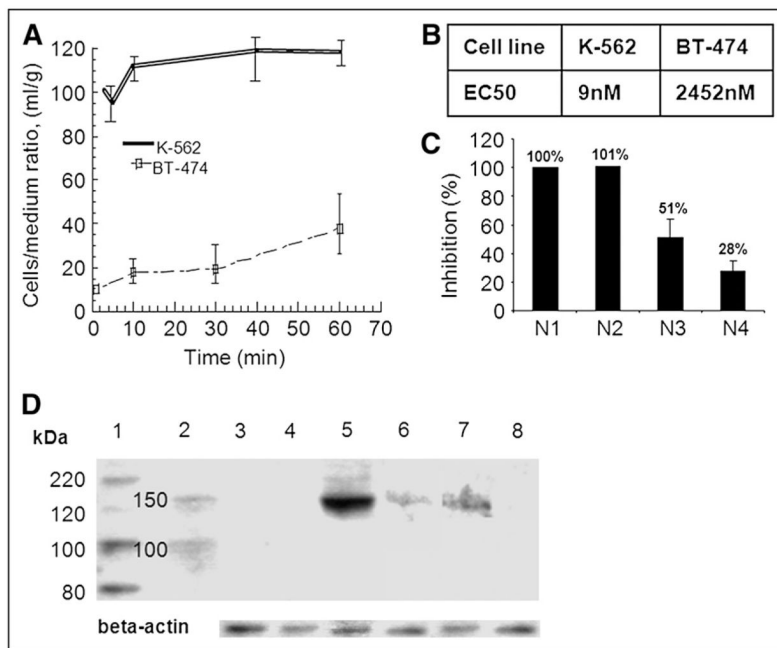 A
120
100
80
60
40
20
0
Cells/medium ratio, (ml/g)
K-562
BT-474
0 10 20 30 40 50 60 70
Time (min)
B
Cell line K-562 BT-474
EC50 9nM 2452nM
C
120
100
80
60
40
20
0
Inhibition (%)
100% 101% 51% 28%
N1 N2 N3 N4
D
kDa 1 2 3 4 5 6 7 8
220
150
120
100 100
80
beta-actin